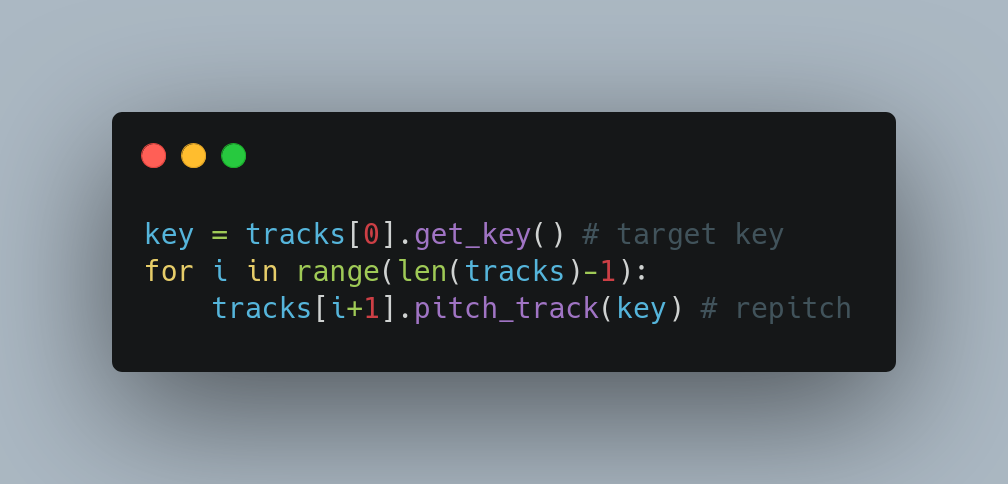 key = tracks[0].get_key() # target key
for i in range(len(tracks)-1):
    tracks[i+1].pitch_track(key) # repitch